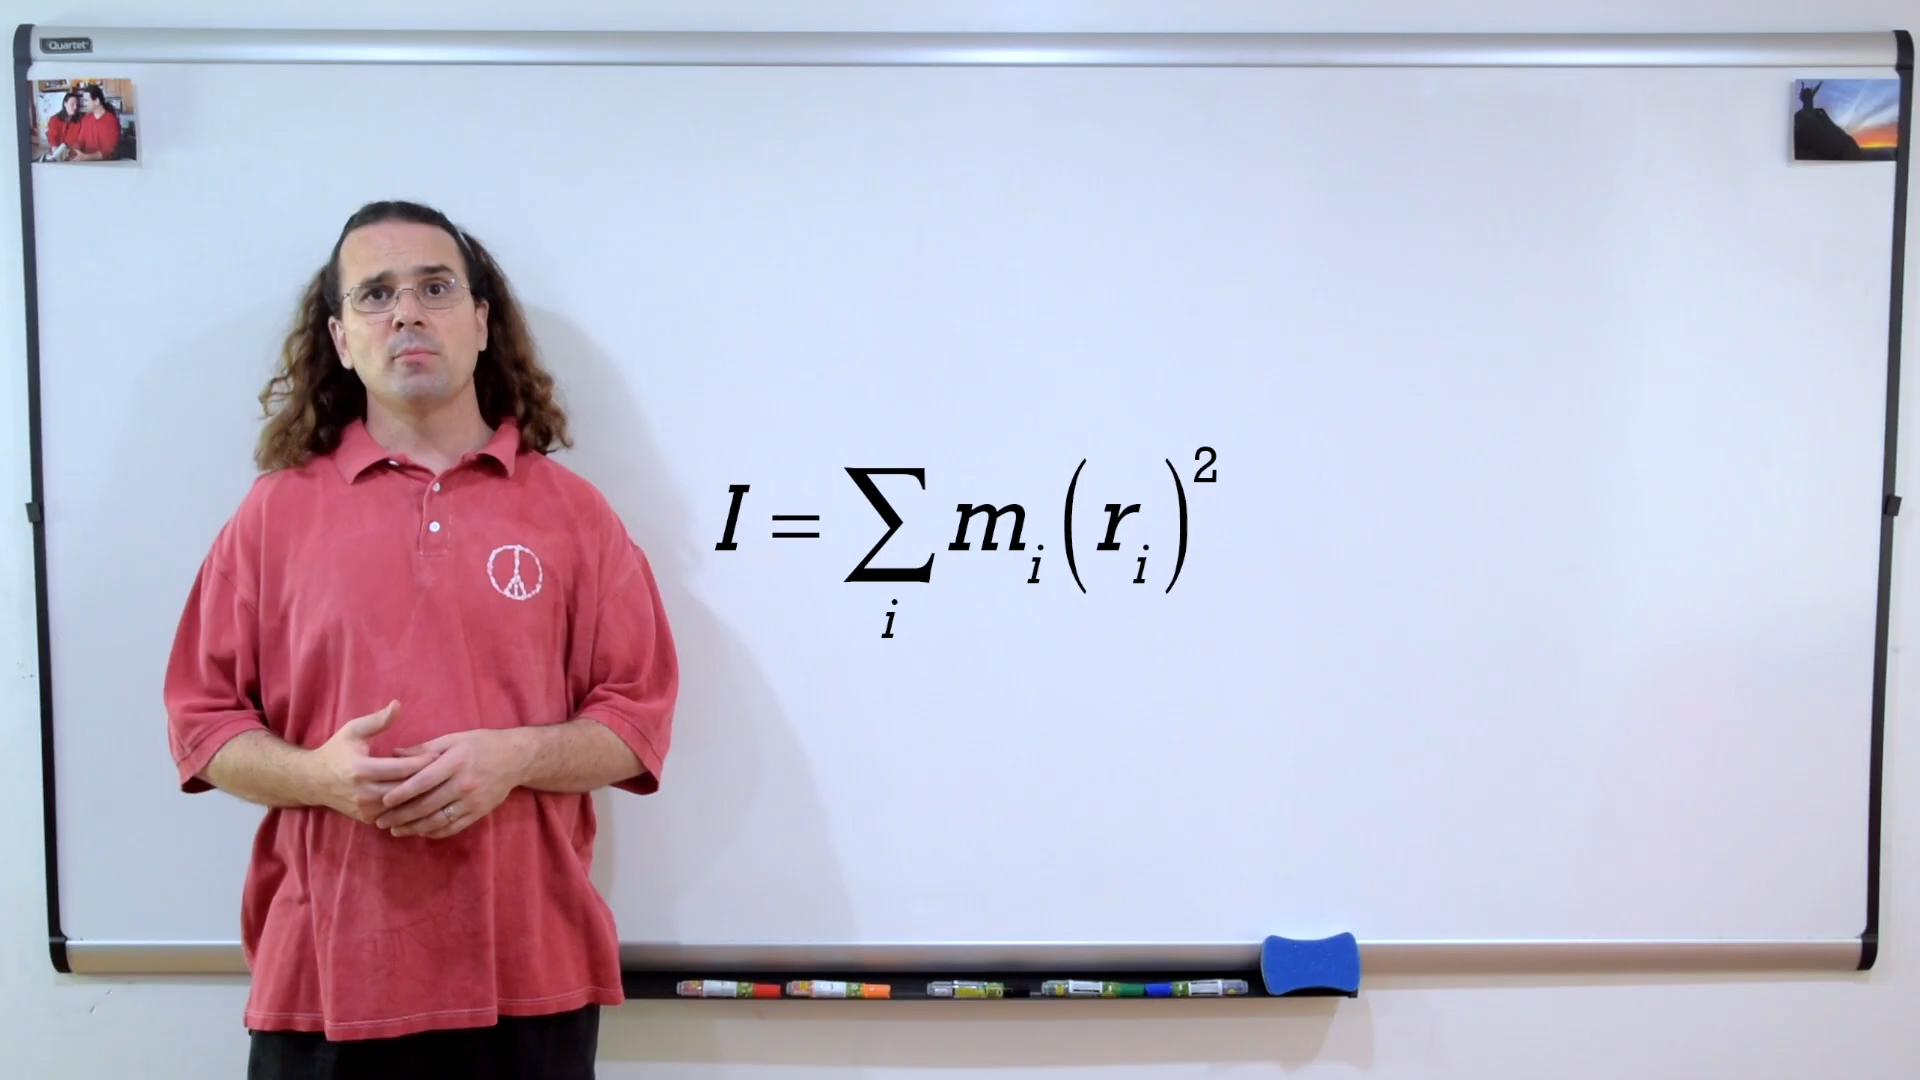 Quartet
I = ∑ᵢ mᵢ (rᵢ)²